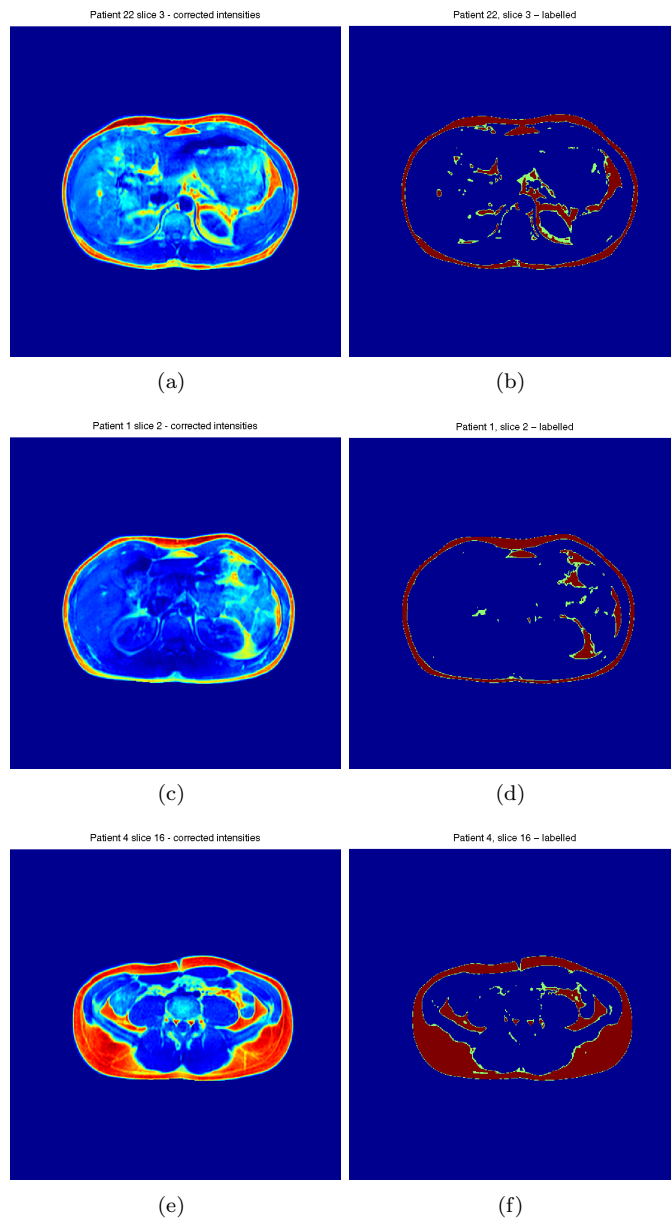 Patient 22 slice 3 - corrected intensities
Patient 22, slice 3 – labelled
(a)
(b)
Patient 1 slice 2 - corrected intensities
Patient 1, slice 2 – labelled
(c)
(d)
Patient 4 slice 16 - corrected intensities
Patient 4, slice 16 – labelled
(e)
(f)